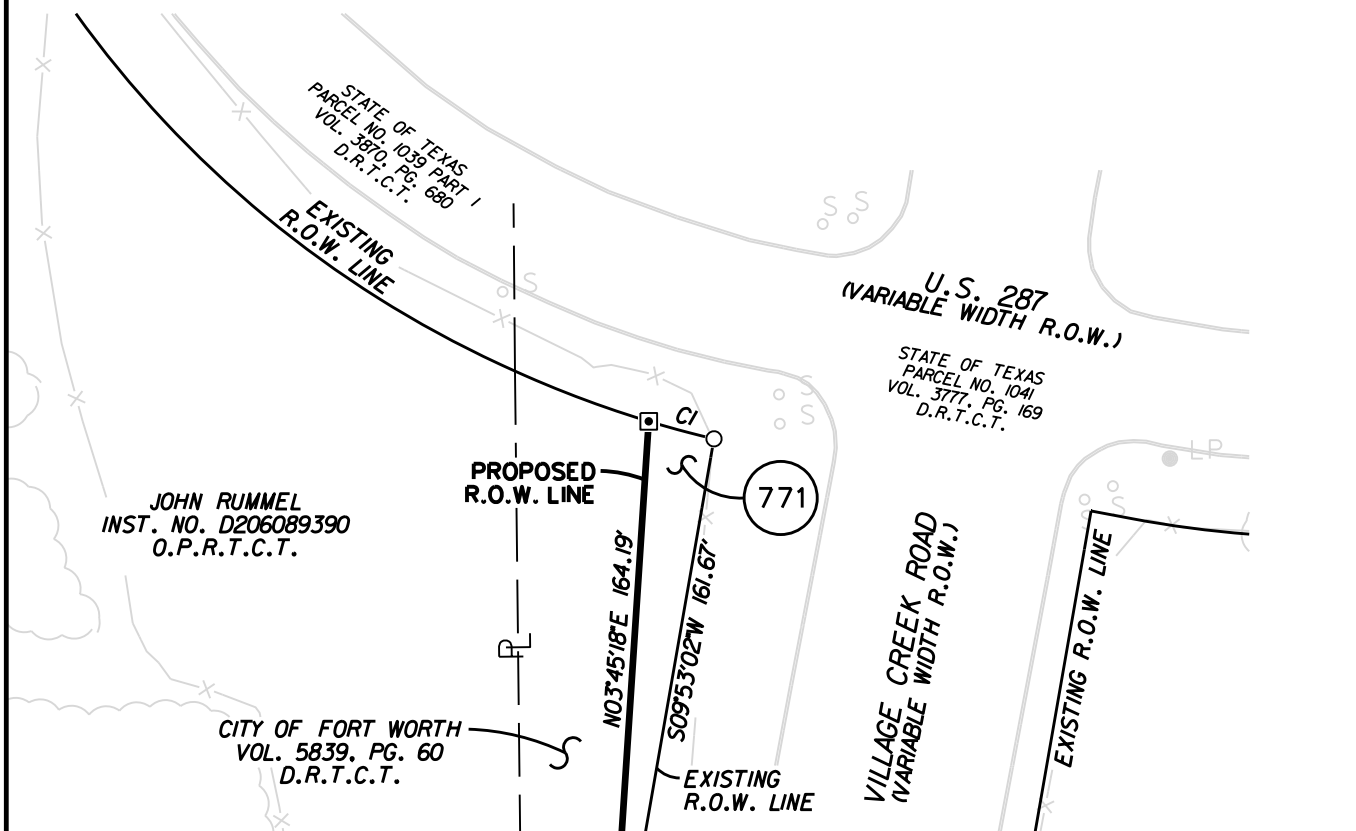 STATE OF TEXAS
PARCEL NO. 1039 PART 1
VOL. 3870, PG. 680
D.R.T.C.T.
EXISTING
R.O.W. LINE
S
S
S
U.S. 287
(VARIABLE WIDTH R.O.W.)
STATE OF TEXAS
PARCEL NO. 1041
VOL. 3777, PG. 169
D.R.T.C.T.
S
S
C1
LP
S
PROPOSED
R.O.W. LINE
771
JOHN RUMMEL
INST. NO. D206089390
O.P.R.T.C.T.
N03°45'18"E 164.19'
S09°53'02"W 161.67'
VILLAGE CREEK ROAD
(VARIABLE WIDTH R.O.W.)
EXISTING R.O.W. LINE
PL
CITY OF FORT WORTH
VOL. 5839, PG. 60
D.R.T.C.T.
EXISTING
R.O.W. LINE